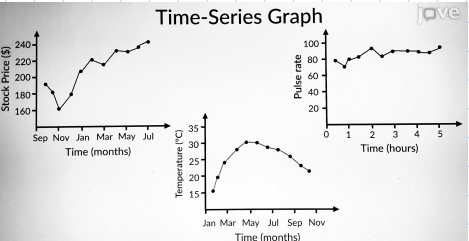 Time-Series Graph
jove
Stock Price ($)
240
220
200
180
160
Sep Nov Jan Mar May Jul
Time (months)
Pulse rate
100
80
60
40
20
0 1 2 3 4 5
Time (hours)
Temperature (°C)
35
30
25
20
15
Jan Mar May Jul Sep Nov
Time (months)